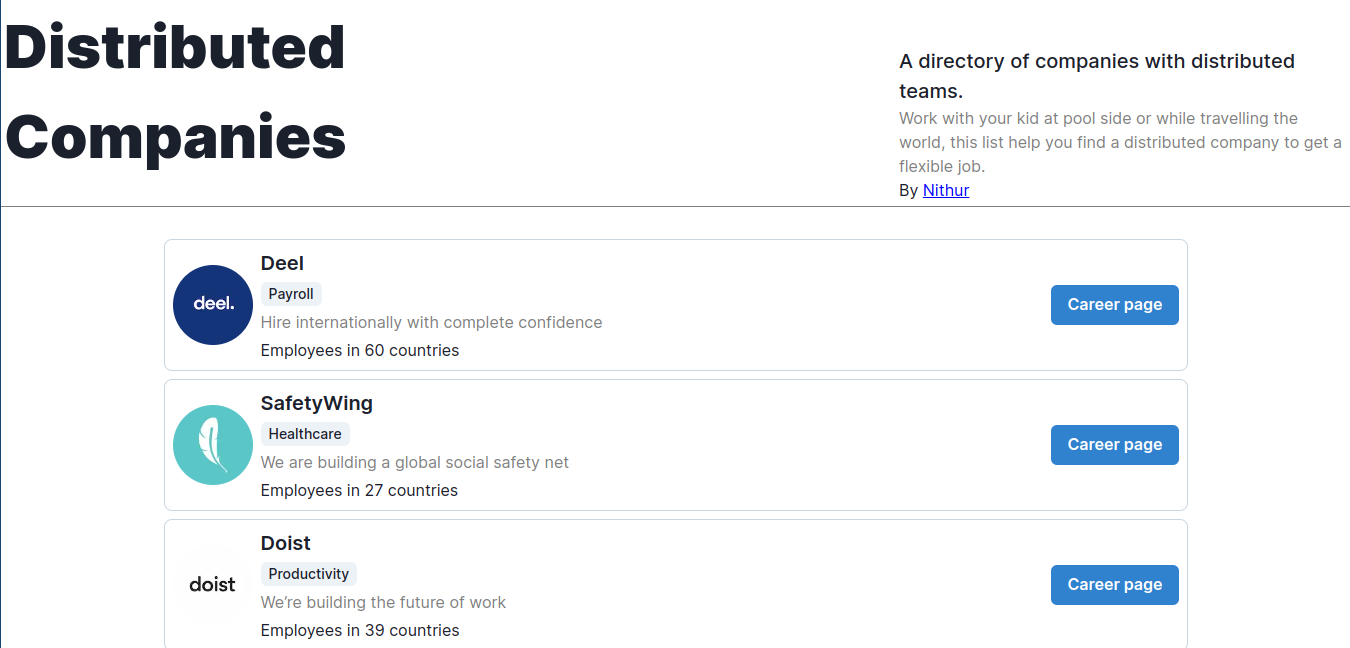 Distributed
Companies
A directory of companies with distributed
teams.
Work with your kid at pool side or while travelling the
world, this list help you find a distributed company to get a
flexible job.
By Nithur
deel.
Deel
Payroll
Hire internationally with complete confidence
Employees in 60 countries
Career page
SafetyWing
Healthcare
We are building a global social safety net
Employees in 27 countries
Career page
doist
Doist
Productivity
We’re building the future of work
Employees in 39 countries
Career page